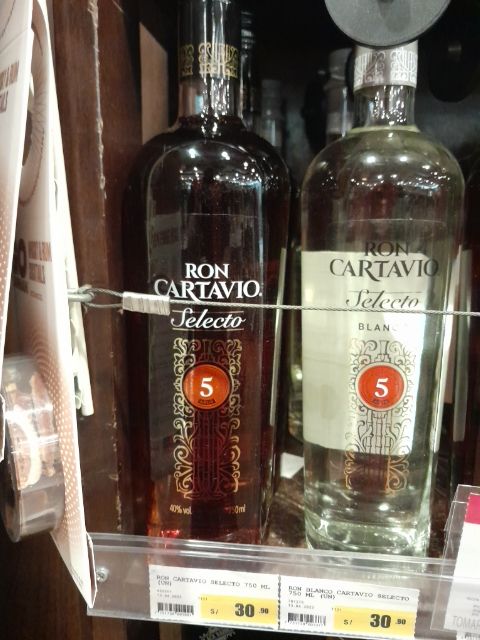 RON
CARTAVIO
Selecto
5
40% vol.
750ml
RON
CARTAVIO
Selecto
BLANCO
5
RON CARTAVIO SELECTO 750 ML
(UN)
S/ 30.90
RON BLANCO CARTAVIO SELECTO
750 ML (UN)
S/ 30.90